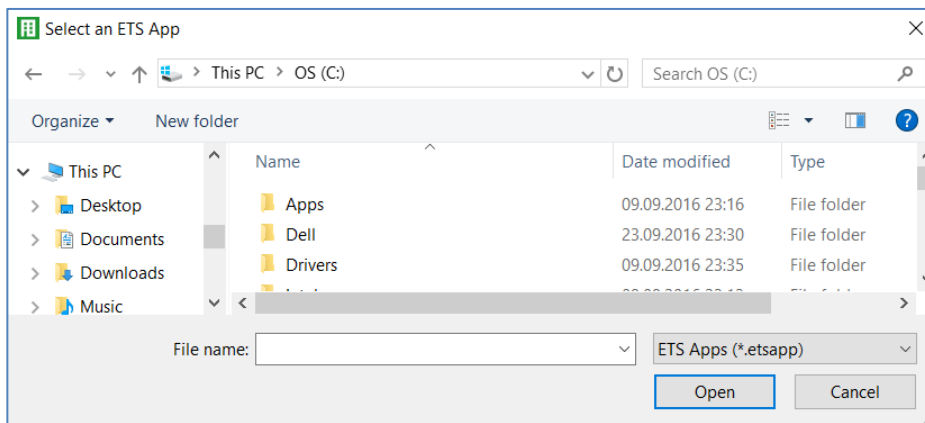 Select an ETS App
This PC > OS (C:)
Search OS (C:)
Organize
New folder
Name Date modified Type
This PC
Desktop
Documents
Downloads
Music
Apps 09.09.2016 23:16 File folder
Dell 23.09.2016 23:30 File folder
Drivers 09.09.2016 23:35 File folder
File name:
ETS Apps (*.etsapp)
Open
Cancel